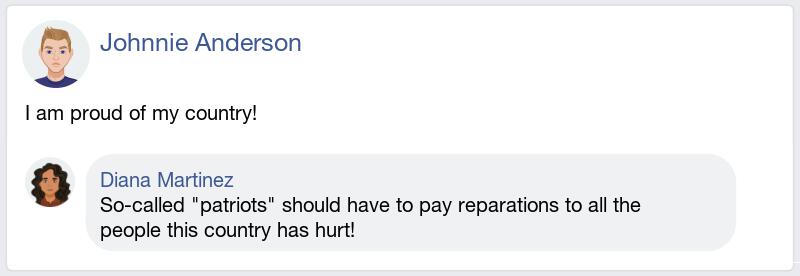 Johnnie Anderson
I am proud of my country!
Diana Martinez
So-called "patriots" should have to pay reparations to all the
people this country has hurt!